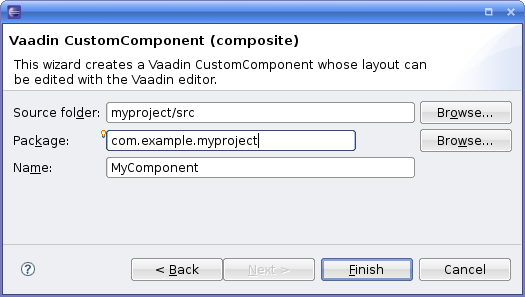 Vaadin CustomComponent (composite)
This wizard creates a Vaadin CustomComponent whose layout can
be edited with the Vaadin editor.
Source folder: myproject/src Browse...
Package: com.example.myproject Browse...
Name: MyComponent
? < Back Next > Finish Cancel